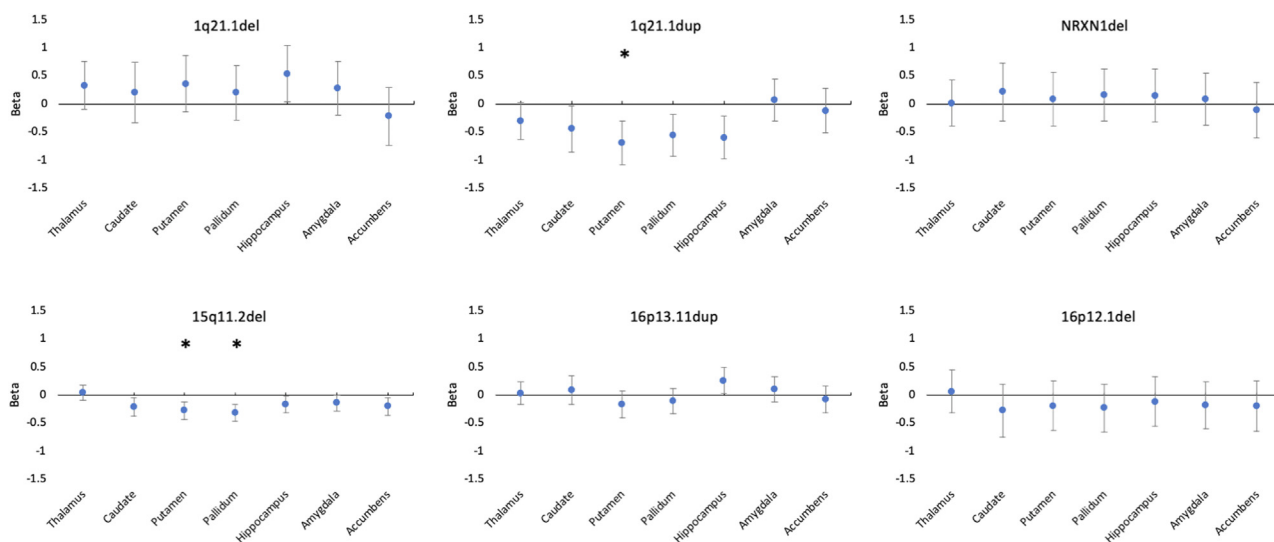 1q21.1del
1.5
1
0.5
0
-0.5
-1
-1.5
Beta
Thalamus
Caudate
Putamen
Pallidum
Hippocampus
Amygdala
Accumbens
1q21.1dup
*
1.5
1
0.5
0
-0.5
-1
-1.5
Beta
Thalamus
Caudate
Putamen
Pallidum
Hippocampus
Amygdala
Accumbens
NRXN1del
1.5
1
0.5
0
-0.5
-1
-1.5
Beta
Thalamus
Caudate
Putamen
Pallidum
Hippocampus
Amygdala
Accumbens
15q11.2del
* *
1.5
1
0.5
0
-0.5
-1
-1.5
Beta
Thalamus
Caudate
Putamen
Pallidum
Hippocampus
Amygdala
Accumbens
16p13.11dup
1.5
1
0.5
0
-0.5
-1
-1.5
Beta
Thalamus
Caudate
Putamen
Pallidum
Hippocampus
Amygdala
Accumbens
16p12.1del
1.5
1
0.5
0
-0.5
-1
-1.5
Beta
Thalamus
Caudate
Putamen
Pallidum
Hippocampus
Amygdala
Accumbens